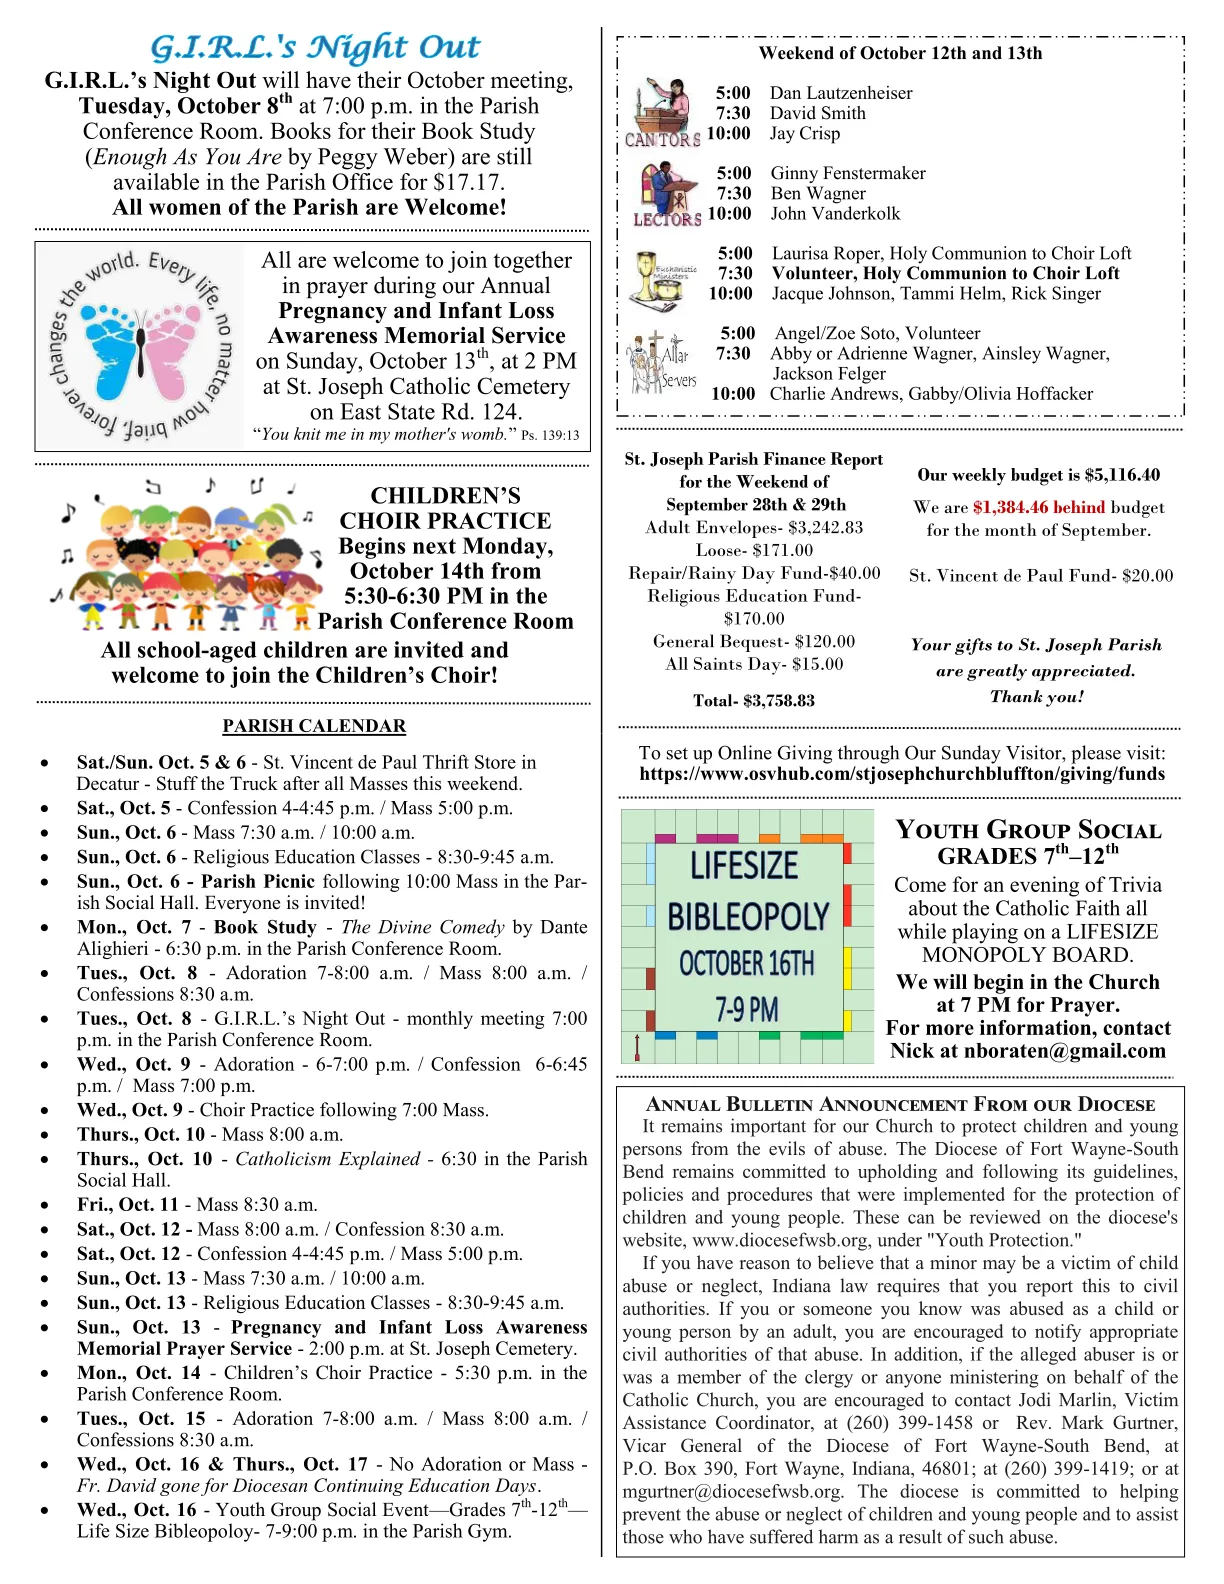 G.I.R.L.'s Night Out
G.I.R.L.’s Night Out will have their October meeting,
Tuesday, October 8th at 7:00 p.m. in the Parish
Conference Room. Books for their Book Study
(Enough As You Are by Peggy Weber) are still
available in the Parish Office for $17.17.
All women of the Parish are Welcome!
Every life, no matter how brief, forever changes the world.
All are welcome to join together
in prayer during our Annual
Pregnancy and Infant Loss
Awareness Memorial Service
on Sunday, October 13th, at 2 PM
at St. Joseph Catholic Cemetery
on East State Rd. 124.
“You knit me in my mother's womb.” Ps. 139:13
CHILDREN’S
CHOIR PRACTICE
Begins next Monday,
October 14th from
5:30-6:30 PM in the
Parish Conference Room
All school-aged children are invited and
welcome to join the Children’s Choir!
PARISH CALENDAR
• Sat./Sun. Oct. 5 & 6 - St. Vincent de Paul Thrift Store in
Decatur - Stuff the Truck after all Masses this weekend.
• Sat., Oct. 5 - Confession 4-4:45 p.m. / Mass 5:00 p.m.
• Sun., Oct. 6 - Mass 7:30 a.m. / 10:00 a.m.
• Sun., Oct. 6 - Religious Education Classes - 8:30-9:45 a.m.
• Sun., Oct. 6 - Parish Picnic following 10:00 Mass in the Par-
ish Social Hall. Everyone is invited!
• Mon., Oct. 7 - Book Study - The Divine Comedy by Dante
Alighieri - 6:30 p.m. in the Parish Conference Room.
• Tues., Oct. 8 - Adoration 7-8:00 a.m. / Mass 8:00 a.m. /
Confessions 8:30 a.m.
• Tues., Oct. 8 - G.I.R.L.’s Night Out - monthly meeting 7:00
p.m. in the Parish Conference Room.
• Wed., Oct. 9 - Adoration - 6-7:00 p.m. / Confession 6-6:45
p.m. / Mass 7:00 p.m.
• Wed., Oct. 9 - Choir Practice following 7:00 Mass.
• Thurs., Oct. 10 - Mass 8:00 a.m.
• Thurs., Oct. 10 - Catholicism Explained - 6:30 in the Parish
Social Hall.
• Fri., Oct. 11 - Mass 8:30 a.m.
• Sat., Oct. 12 - Mass 8:00 a.m. / Confession 8:30 a.m.
• Sat., Oct. 12 - Confession 4-4:45 p.m. / Mass 5:00 p.m.
• Sun., Oct. 13 - Mass 7:30 a.m. / 10:00 a.m.
• Sun., Oct. 13 - Religious Education Classes - 8:30-9:45 a.m.
• Sun., Oct. 13 - Pregnancy and Infant Loss Awareness
Memorial Prayer Service - 2:00 p.m. at St. Joseph Cemetery.
• Mon., Oct. 14 - Children’s Choir Practice - 5:30 p.m. in the
Parish Conference Room.
• Tues., Oct. 15 - Adoration 7-8:00 a.m. / Mass 8:00 a.m. /
Confessions 8:30 a.m.
• Wed., Oct. 16 & Thurs., Oct. 17 - No Adoration or Mass -
Fr. David gone for Diocesan Continuing Education Days.
• Wed., Oct. 16 - Youth Group Social Event—Grades 7th-12th—
Life Size Bibleopoloy- 7-9:00 p.m. in the Parish Gym.
Weekend of October 12th and 13th
CANTORS
5:00 Dan Lautzenheiser
7:30 David Smith
10:00 Jay Crisp
LECTORS
5:00 Ginny Fenstermaker
7:30 Ben Wagner
10:00 John Vanderkolk
Eucharistic
Ministers
5:00 Laurisa Roper, Holy Communion to Choir Loft
7:30 Volunteer, Holy Communion to Choir Loft
10:00 Jacque Johnson, Tammi Helm, Rick Singer
Altar
Servers
5:00 Angel/Zoe Soto, Volunteer
7:30 Abby or Adrienne Wagner, Ainsley Wagner,
Jackson Felger
10:00 Charlie Andrews, Gabby/Olivia Hoffacker
St. Joseph Parish Finance Report
for the Weekend of
September 28th & 29th
Adult Envelopes- $3,242.83
Loose- $171.00
Repair/Rainy Day Fund-$40.00
Religious Education Fund-
$170.00
General Bequest- $120.00
All Saints Day- $15.00
Total- $3,758.83
Our weekly budget is $5,116.40
We are $1,384.46 behind budget
for the month of September.
St. Vincent de Paul Fund- $20.00
Your gifts to St. Joseph Parish
are greatly appreciated.
Thank you!
To set up Online Giving through Our Sunday Visitor, please visit:
https://www.osvhub.com/stjosephchurchbluffton/giving/funds
LIFESIZE
BIBLEOPOLY
OCTOBER 16TH
7-9 PM
YOUTH GROUP SOCIAL
GRADES 7th–12th
Come for an evening of Trivia
about the Catholic Faith all
while playing on a LIFESIZE
MONOPOLY BOARD.
We will begin in the Church
at 7 PM for Prayer.
For more information, contact
Nick at nboraten@gmail.com
ANNUAL BULLETIN ANNOUNCEMENT FROM OUR DIOCESE
It remains important for our Church to protect children and young
persons from the evils of abuse. The Diocese of Fort Wayne-South
Bend remains committed to upholding and following its guidelines,
policies and procedures that were implemented for the protection of
children and young people. These can be reviewed on the diocese's
website, www.diocesefwsb.org, under "Youth Protection."
If you have reason to believe that a minor may be a victim of child
abuse or neglect, Indiana law requires that you report this to civil
authorities. If you or someone you know was abused as a child or
young person by an adult, you are encouraged to notify appropriate
civil authorities of that abuse. In addition, if the alleged abuser is or
was a member of the clergy or anyone ministering on behalf of the
Catholic Church, you are encouraged to contact Jodi Marlin, Victim
Assistance Coordinator, at (260) 399-1458 or Rev. Mark Gurtner,
Vicar General of the Diocese of Fort Wayne-South Bend, at
P.O. Box 390, Fort Wayne, Indiana, 46801; at (260) 399-1419; or at
mgurtner@diocesefwsb.org. The diocese is committed to helping
prevent the abuse or neglect of children and young people and to assist
those who have suffered harm as a result of such abuse.